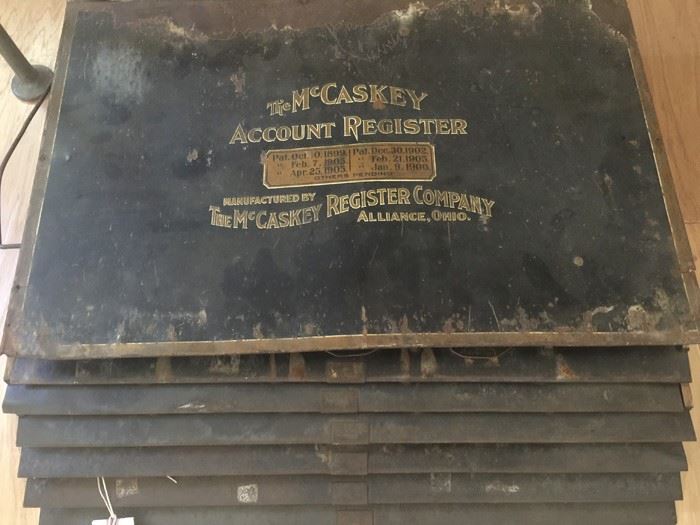 The McCASKEY
ACCOUNT REGISTER
Pat. Oct. 10. 1899. Pat. Dec. 30. 1902.
" Feb. 7. 1905. " Feb. 21. 1905.
" Apr. 25. 1905. " Jan. 9. 1906.
OTHERS PENDING
MANUFACTURED BY
THE McCASKEY REGISTER COMPANY
ALLIANCE, OHIO.